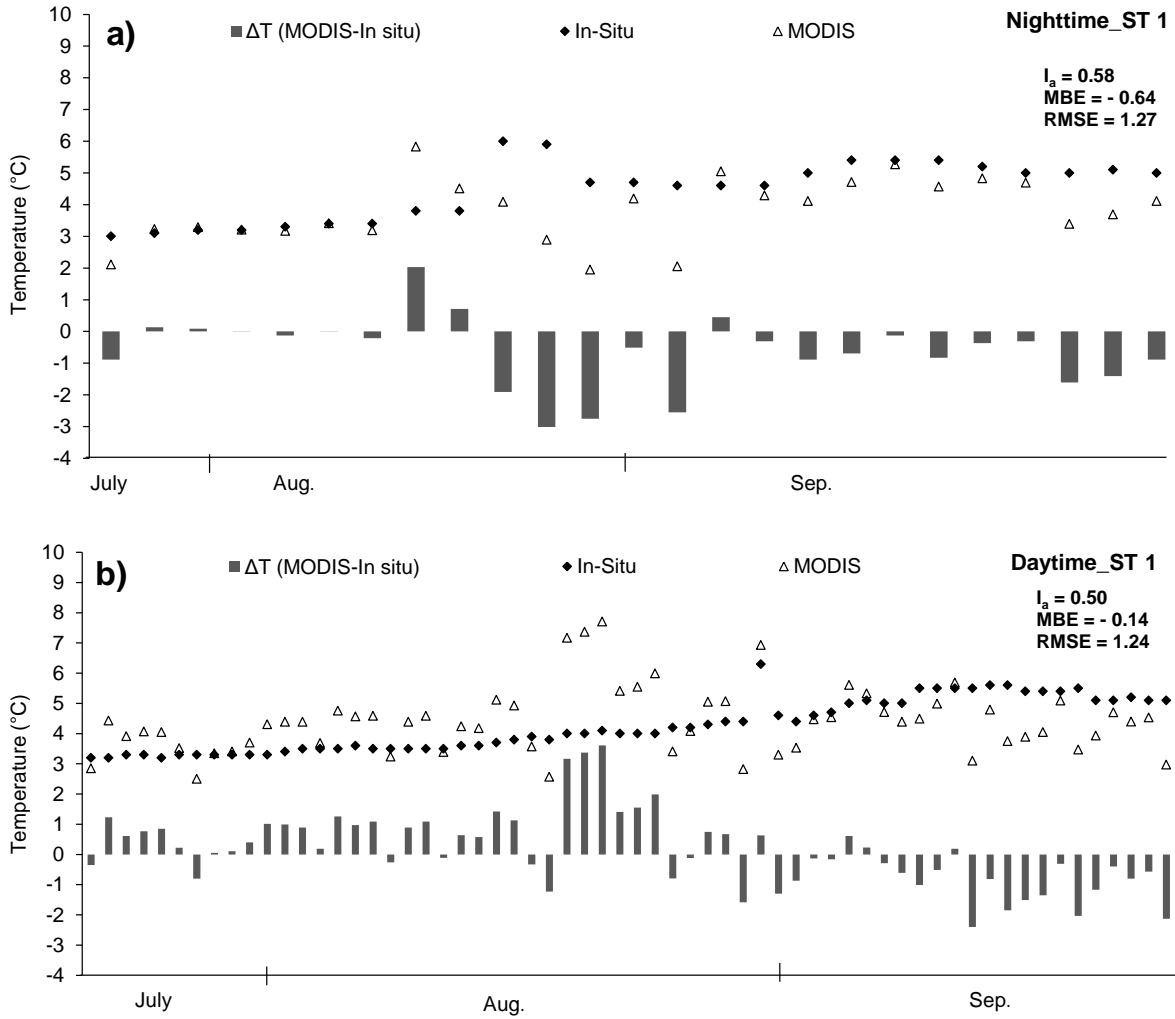 a)
ΔT (MODIS-In situ) In-Situ MODIS
Nighttime_ST 1
Iₐ = 0.58
MBE = - 0.64
RMSE = 1.27
Temperature (°C)
10
9
8
7
6
5
4
3
2
1
0
-1
-2
-3
-4
July Aug. Sep.
b)
ΔT (MODIS-In situ) In-Situ MODIS
Daytime_ST 1
Iₐ = 0.50
MBE = - 0.14
RMSE = 1.24
Temperature (°C)
10
9
8
7
6
5
4
3
2
1
0
-1
-2
-3
-4
July Aug. Sep.